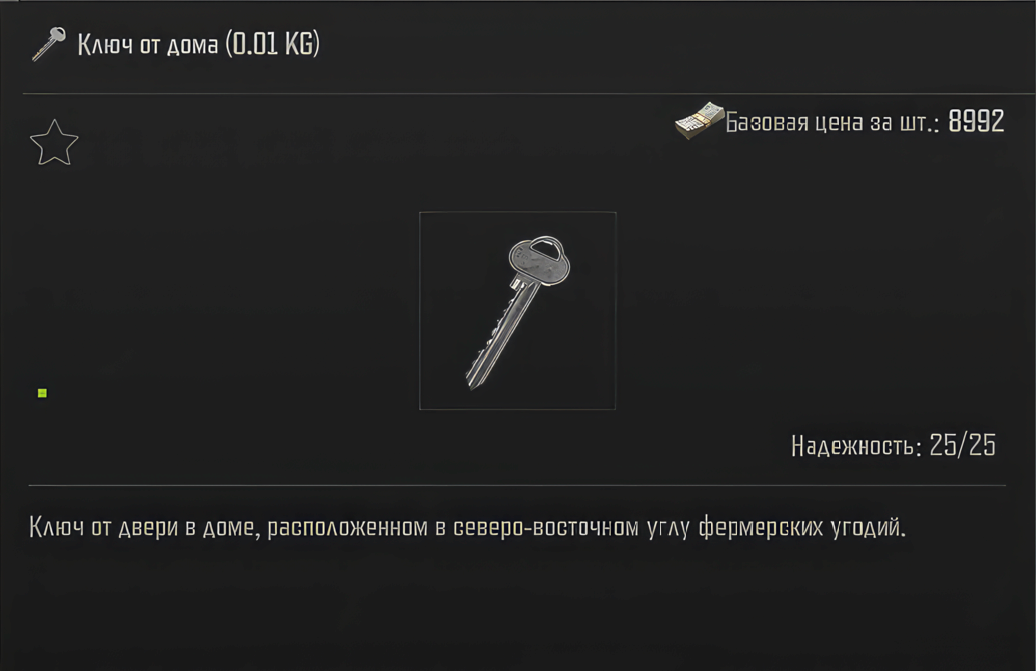 Ключ от дома (0.01 KG)
Базовая цена за шт.: 8992
Надежность: 25/25
Ключ от двери в доме, расположенном в северо-восточном углу фермерских угодий.